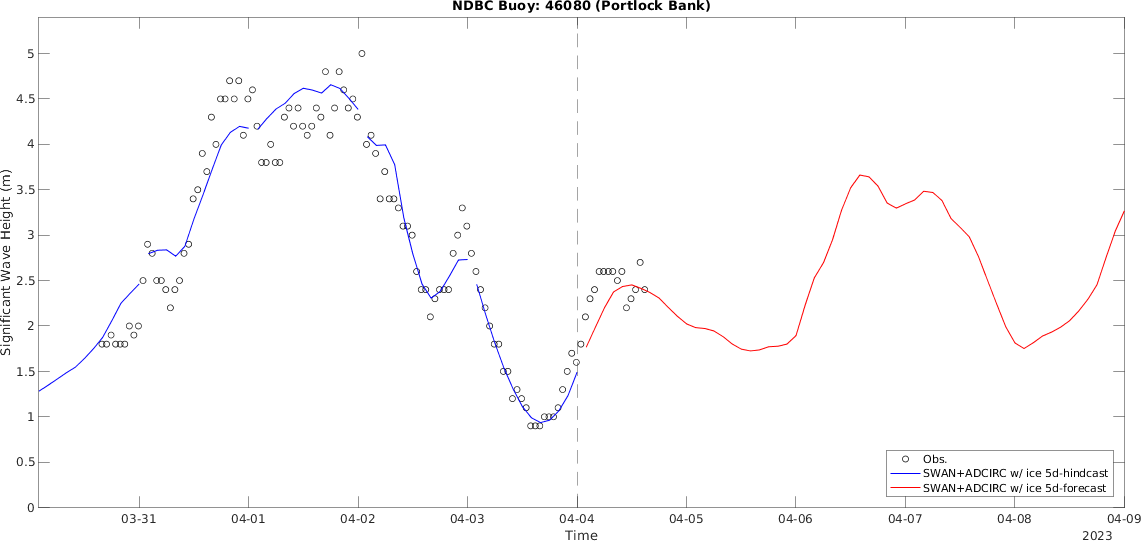 NDBC Buoy: 46080 (Portlock Bank)
Significant Wave Height (m)
5
4.5
4
3.5
3
2.5
2
1.5
1
0.5
0
Obs.
SWAN+ADCIRC w/ ice 5d-hindcast
SWAN+ADCIRC w/ ice 5d-forecast
03-31 04-01 04-02 04-03 04-04 04-05 04-06 04-07 04-08 04-09
Time
2023